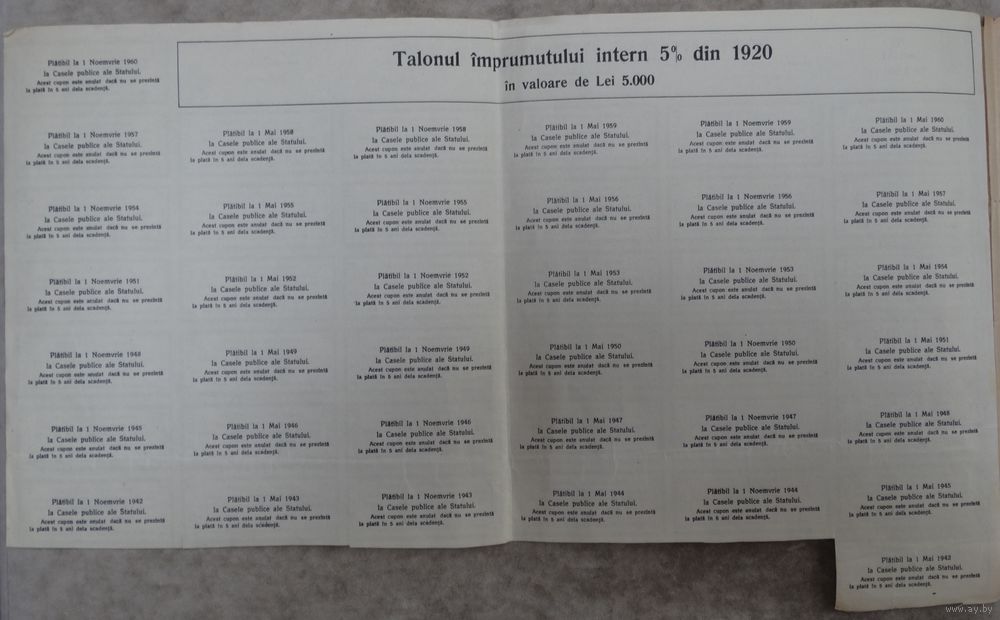 Talonul împrumutului intern 5% din 1920
în valoare de Lei 5.000
Plătibil la 1 Noemvrie 1960
la Casele publice ale Statului.
Acest cupon este anulat dacă nu se prezintă
la plată în 5 ani dela scadenţă.
Plătibil la 1 Noemvrie 1957
la Casele publice ale Statului.
Acest cupon este anulat dacă nu se prezintă
la plată în 5 ani dela scadenţă.
Plătibil la 1 Mai 1958
la Casele publice ale Statului.
Acest cupon este anulat dacă nu se prezintă
la plată în 5 ani dela scadenţă.
Plătibil la 1 Noemvrie 1958
la Casele publice ale Statului.
Acest cupon este anulat dacă nu se prezintă
la plată în 5 ani dela scadenţă.
Plătibil la 1 Mai 1959
la Casele publice ale Statului.
Acest cupon este anulat dacă nu se prezintă
la plată în 5 ani dela scadenţă.
Plătibil la 1 Noemvrie 1959
la Casele publice ale Statului.
Acest cupon este anulat dacă nu se prezintă
la plată în 5 ani dela scadenţă.
Plătibil la 1 Mai 1960
la Casele publice ale Statului.
Acest cupon este anulat dacă nu se prezintă
la plată în 5 ani dela scadenţă.
Plătibil la 1 Noemvrie 1954
la Casele publice ale Statului.
Acest cupon este anulat dacă nu se prezintă
la plată în 5 ani dela scadenţă.
Plătibil la 1 Mai 1955
la Casele publice ale Statului.
Acest cupon este anulat dacă nu se prezintă
la plată în 5 ani dela scadenţă.
Plătibil la 1 Noemvrie 1955
la Casele publice ale Statului.
Acest cupon este anulat dacă nu se prezintă
la plată în 5 ani dela scadenţă.
Plătibil la 1 Mai 1956
la Casele publice ale Statului.
Acest cupon este anulat dacă nu se prezintă
la plată în 5 ani dela scadenţă.
Plătibil la 1 Noemvrie 1956
la Casele publice ale Statului.
Acest cupon este anulat dacă nu se prezintă
la plată în 5 ani dela scadenţă.
Plătibil la 1 Mai 1957
la Casele publice ale Statului.
Acest cupon este anulat dacă nu se prezintă
la plată în 5 ani dela scadenţă.
Plătibil la 1 Noemvrie 1951
la Casele publice ale Statului.
Acest cupon este anulat dacă nu se prezintă
la plată în 5 ani dela scadenţă.
Plătibil la 1 Mai 1952
la Casele publice ale Statului.
Acest cupon este anulat dacă nu se prezintă
la plată în 5 ani dela scadenţă.
Plătibil la 1 Noemvrie 1952
la Casele publice ale Statului.
Acest cupon este anulat dacă nu se prezintă
la plată în 5 ani dela scadenţă.
Plătibil la 1 Mai 1953
la Casele publice ale Statului.
Acest cupon este anulat dacă nu se prezintă
la plată în 5 ani dela scadenţă.
Plătibil la 1 Noemvrie 1953
la Casele publice ale Statului.
Acest cupon este anulat dacă nu se prezintă
la plată în 5 ani dela scadenţă.
Plătibil la 1 Mai 1954
la Casele publice ale Statului.
Acest cupon este anulat dacă nu se prezintă
la plată în 5 ani dela scadenţă.
Plătibil la 1 Noemvrie 1948
la Casele publice ale Statului.
Acest cupon este anulat dacă nu se prezintă
la plată în 5 ani dela scadenţă.
Plătibil la 1 Mai 1949
la Casele publice ale Statului.
Acest cupon este anulat dacă nu se prezintă
la plată în 5 ani dela scadenţă.
Plătibil la 1 Noemvrie 1949
la Casele publice ale Statului.
Acest cupon este anulat dacă nu se prezintă
la plată în 5 ani dela scadenţă.
Plătibil la 1 Mai 1950
la Casele publice ale Statului.
Acest cupon este anulat dacă nu se prezintă
la plată în 5 ani dela scadenţă.
Plătibil la 1 Noemvrie 1950
la Casele publice ale Statului.
Acest cupon este anulat dacă nu se prezintă
la plată în 5 ani dela scadenţă.
Plătibil la 1 Mai 1951
la Casele publice ale Statului.
Acest cupon este anulat dacă nu se prezintă
la plată în 5 ani dela scadenţă.
Plătibil la 1 Noemvrie 1945
la Casele publice ale Statului.
Acest cupon este anulat dacă nu se prezintă
la plată în 5 ani dela scadenţă.
Plătibil la 1 Mai 1946
la Casele publice ale Statului.
Acest cupon este anulat dacă nu se prezintă
la plată în 5 ani dela scadenţă.
Plătibil la 1 Noemvrie 1946
la Casele publice ale Statului.
Acest cupon este anulat dacă nu se prezintă
la plată în 5 ani dela scadenţă.
Plătibil la 1 Mai 1947
la Casele publice ale Statului.
Acest cupon este anulat dacă nu se prezintă
la plată în 5 ani dela scadenţă.
Plătibil la 1 Noemvrie 1947
la Casele publice ale Statului.
Acest cupon este anulat dacă nu se prezintă
la plată în 5 ani dela scadenţă.
Plătibil la 1 Mai 1948
la Casele publice ale Statului.
Acest cupon este anulat dacă nu se prezintă
la plată în 5 ani dela scadenţă.
Plătibil la 1 Noemvrie 1942
la Casele publice ale Statului.
Acest cupon este anulat dacă nu se prezintă
la plată în 5 ani dela scadenţă.
Plătibil la 1 Mai 1943
la Casele publice ale Statului.
Acest cupon este anulat dacă nu se prezintă
la plată în 5 ani dela scadenţă.
Plătibil la 1 Noemvrie 1943
la Casele publice ale Statului.
Acest cupon este anulat dacă nu se prezintă
la plată în 5 ani dela scadenţă.
Plătibil la 1 Mai 1944
la Casele publice ale Statului.
Acest cupon este anulat dacă nu se prezintă
la plată în 5 ani dela scadenţă.
Plătibil la 1 Noemvrie 1944
la Casele publice ale Statului.
Acest cupon este anulat dacă nu se prezintă
la plată în 5 ani dela scadenţă.
Plătibil la 1 Mai 1945
la Casele publice ale Statului.
Acest cupon este anulat dacă nu se prezintă
la plată în 5 ani dela scadenţă.
Plătibil la 1 Mai 1942
la Casele publice ale Statului.
Acest cupon este anulat dacă nu se prezintă
la plată în 5 ani dela scadenţă.
www.ay.by